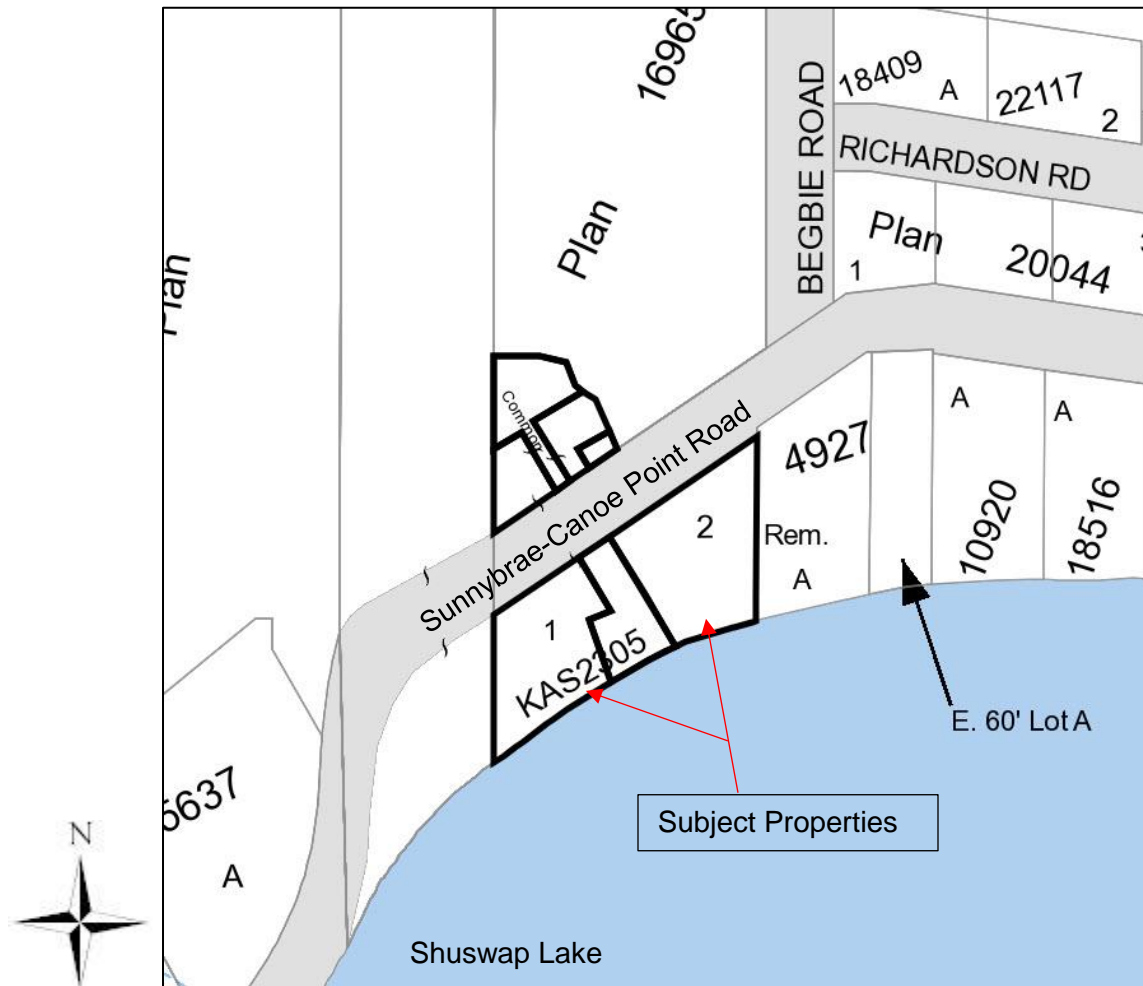 16965
Plan
Plan
BEGBIE ROAD
18409
A
22117
2
RICHARDSON RD
Plan
20044
1
Common
Sunnybrae-Canoe Point Road
4927
Rem.
A
A
10920
A
18516
E. 60' Lot A
2
1
KAS2305
Subject Properties
5637
A
N
Shuswap Lake